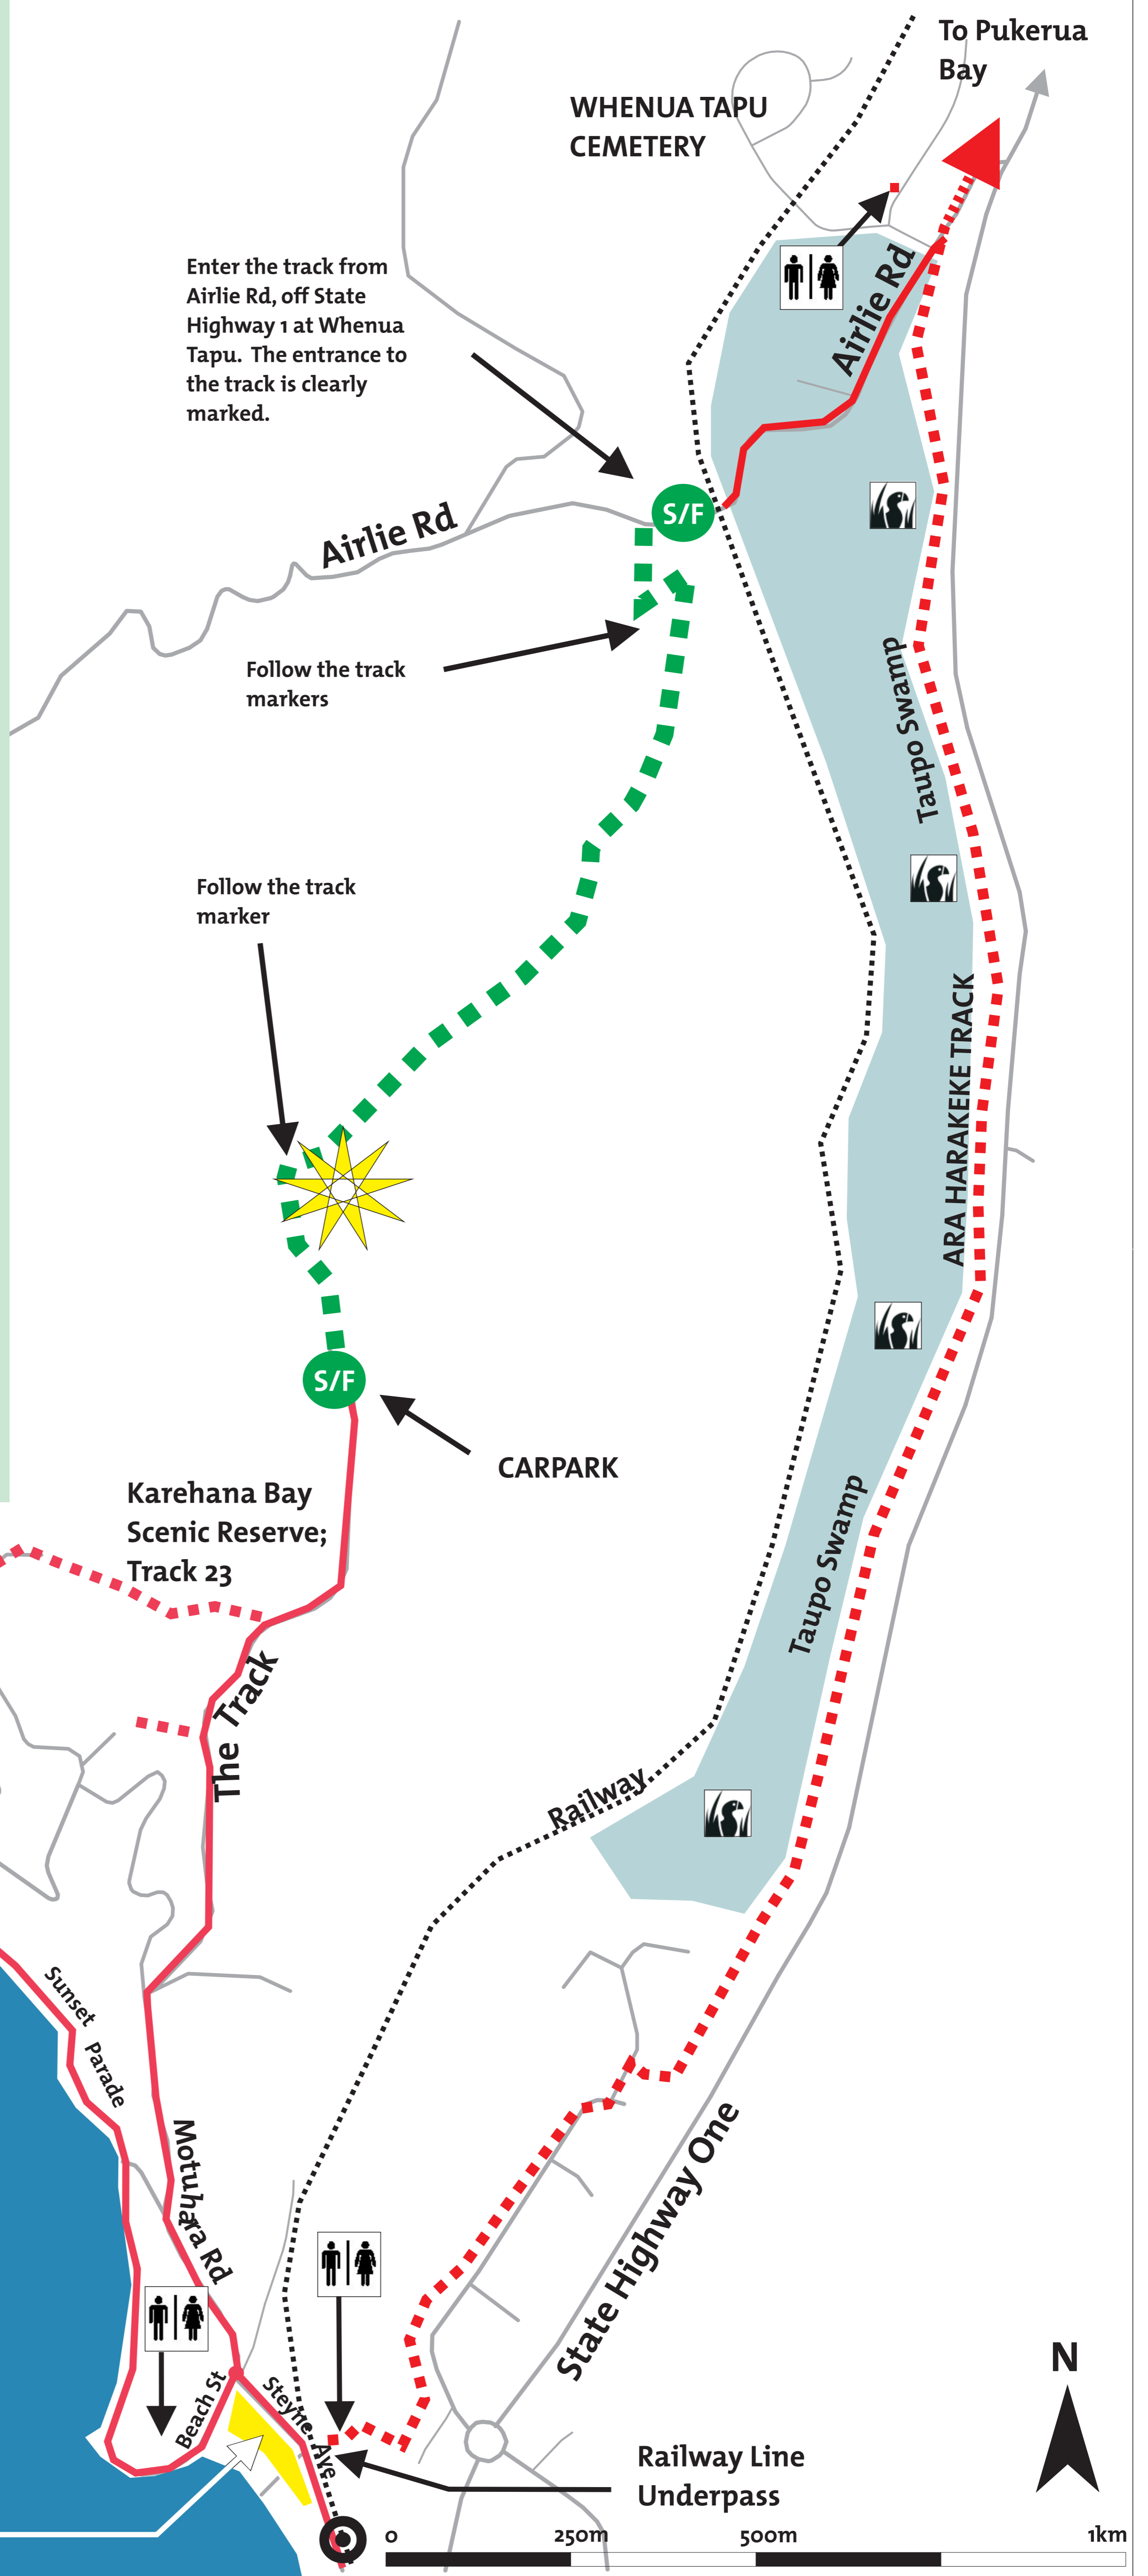 To Pukerua
Bay
WHENUA TAPU
CEMETERY
Enter the track from
Airlie Rd, off State
Highway 1 at Whenua
Tapu. The entrance to
the track is clearly
marked.
Airlie Rd
S/F
Airlie Rd
Follow the track
markers
Taupo Swamp
Follow the track
marker
ARA HARAKEKE TRACK
S/F
CARPARK
Karehana Bay
Scenic Reserve;
Track 23
Taupo Swamp
The Track
Railway
Sunset Parade
Motuhara Rd
State Highway One
Beach St
Steyne Ave
N
Railway Line
Underpass
0 250m 500m 1km